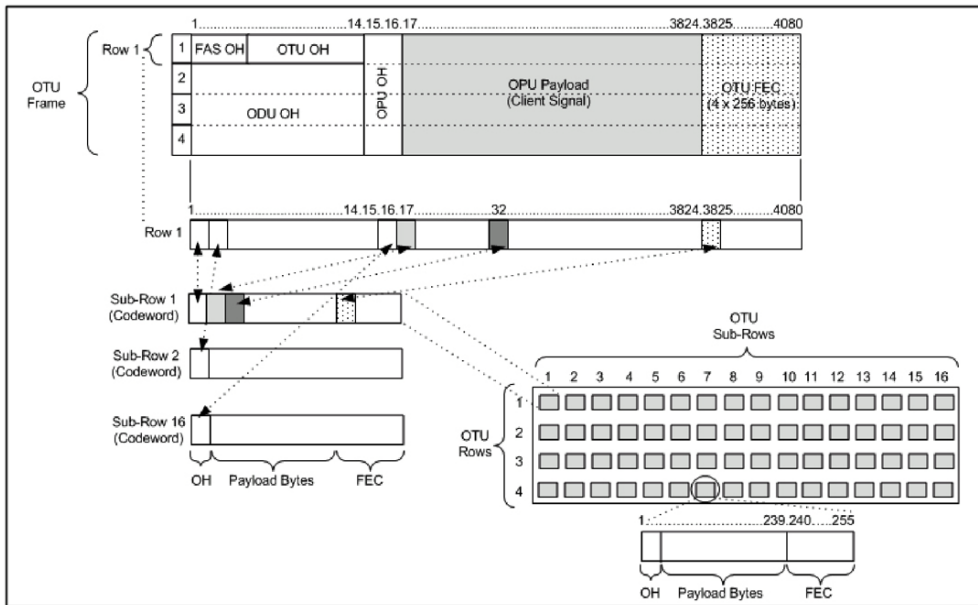 1..............................................14.15.16.17.......................................................................3824.3825........................4080
Row 1
1
FAS OH
OTU OH
OTU
Frame
2
3
4
ODU OH
OPU OH
OPU Payload
(Client Signal)
OTU FEC
(4 x 256 bytes)
1..............................................14.15.16.17......................32..............................................3824.3825........................4080
Row 1
Sub-Row 1
(Codeword)
Sub-Row 2
(Codeword)
Sub-Row 16
(Codeword)
OH
Payload Bytes
FEC
OTU
Sub-Rows
1 2 3 4 5 6 7 8 9 10 11 12 13 14 15 16
1
2
3
4
OTU
Rows
1.............................239.240......255
OH
Payload Bytes
FEC